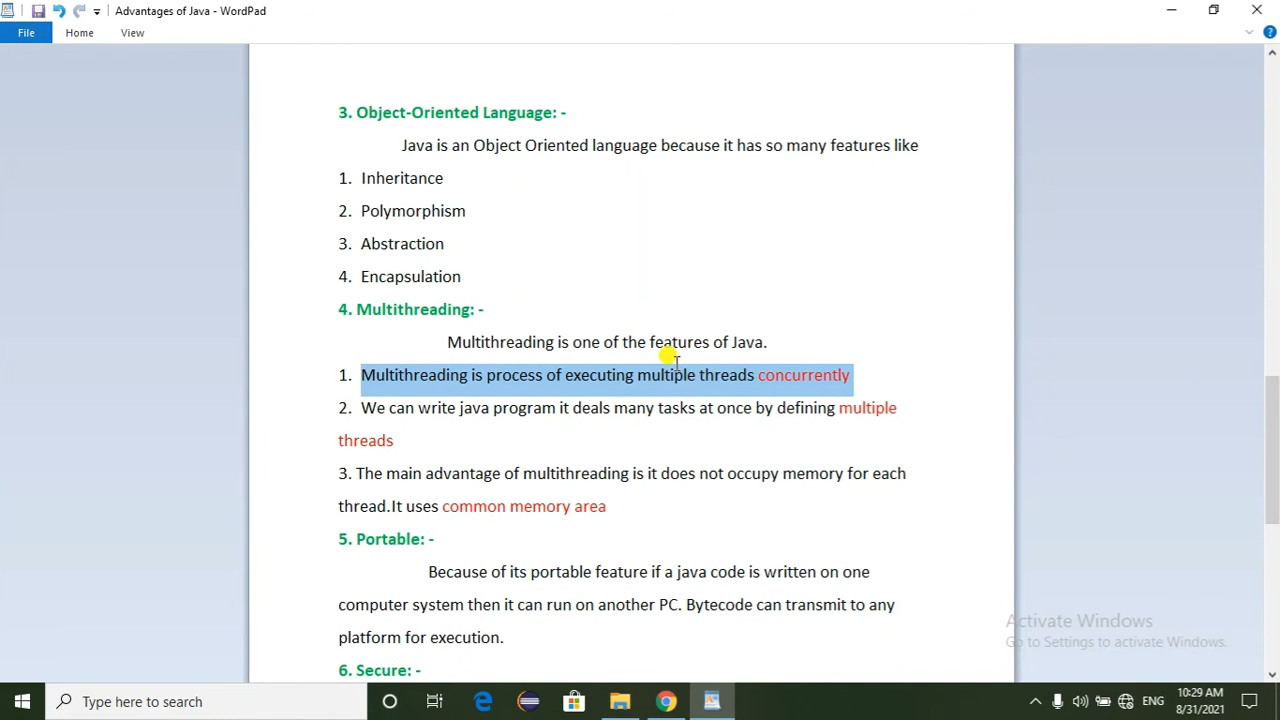 Advantages of Java - WordPad
File Home View
3. Object-Oriented Language: -
Java is an Object Oriented language because it has so many features like
1. Inheritance
2. Polymorphism
3. Abstraction
4. Encapsulation
4. Multithreading: -
Multithreading is one of the features of Java.
1. Multithreading is process of executing multiple threads concurrently
2. We can write java program it deals many tasks at once by defining multiple
threads
3. The main advantage of multithreading is it does not occupy memory for each
thread.It uses common memory area
5. Portable: -
Because of its portable feature if a java code is written on one
computer system then it can run on another PC. Bytecode can transmit to any
platform for execution.
6. Secure: -
Activate Windows
Go to Settings to activate Windows.
Type here to search
ENG
10:29 AM
8/31/2021